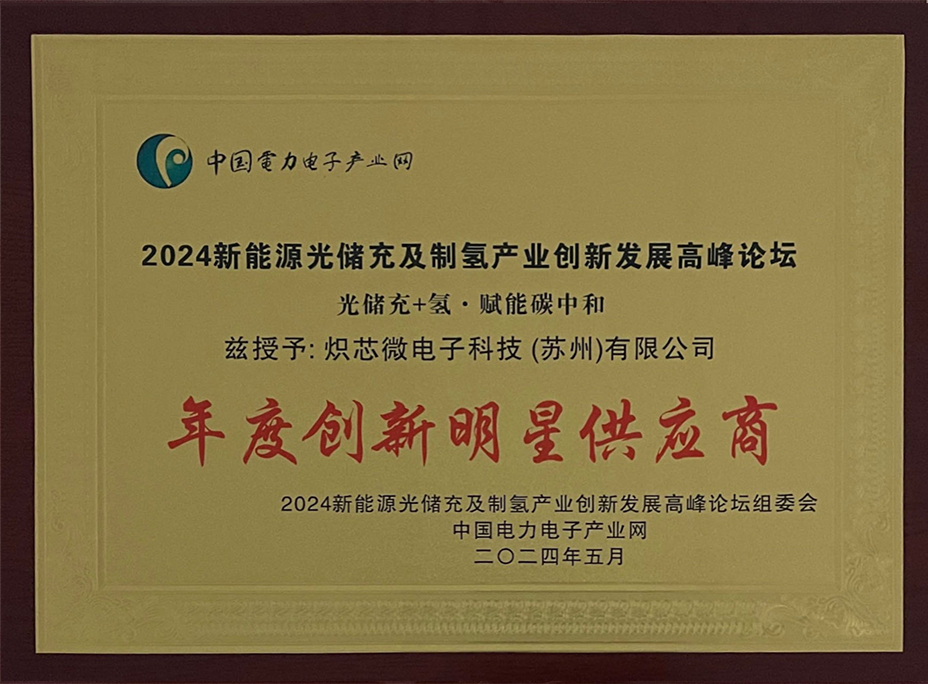 中国電力电子产业网
2024新能源光储充及制氢产业创新发展高峰论坛
光储充+氢·赋能碳中和
兹授予: 炽芯微电子科技 (苏州)有限公司
年度创新明星供应商
2024新能源光储充及制氢产业创新发展高峰论坛组委会
中国电力电子产业网
二〇二四年五月